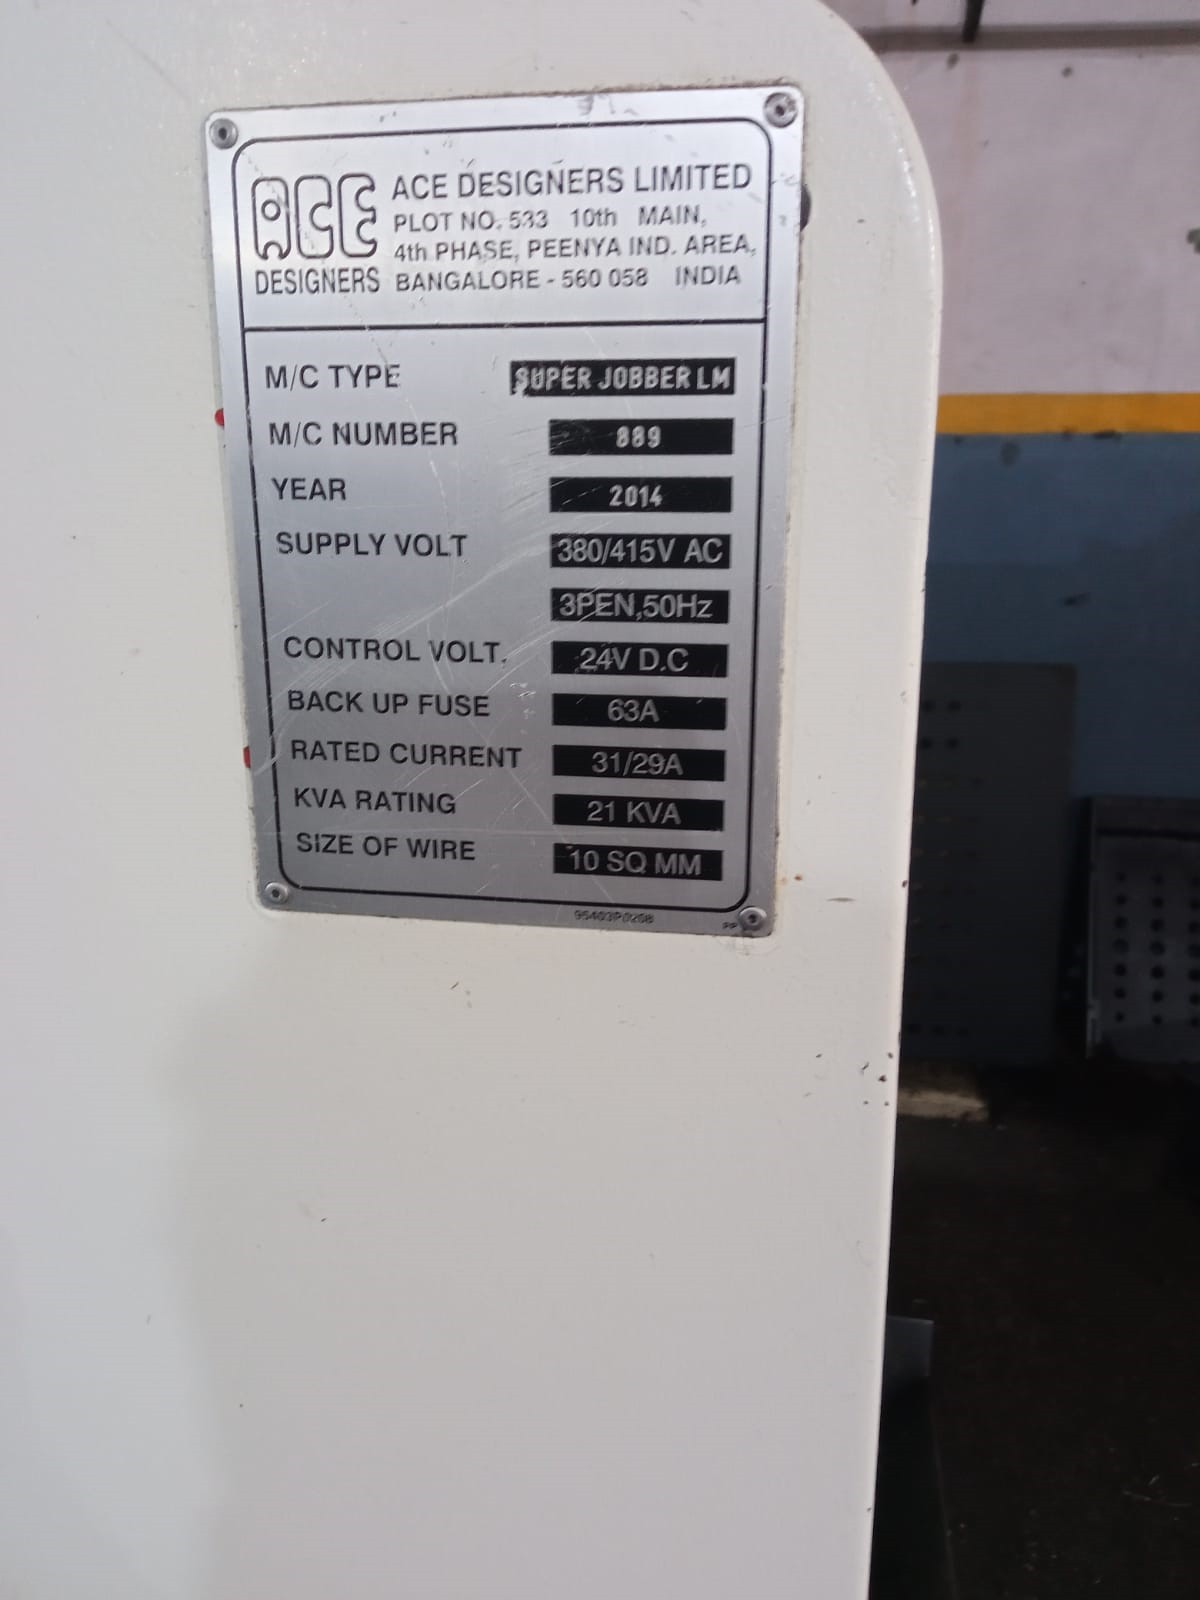 ACE ACE DESIGNERS LIMITED
PLOT NO. 533 10th MAIN,
4th PHASE, PEENYA IND. AREA,
DESIGNERS BANGALORE - 560 058 INDIA
M/C TYPE SUPER JOBBER LM
M/C NUMBER 889
YEAR 2014
SUPPLY VOLT 380/415V AC
3PEN,50Hz
CONTROL VOLT. 24V D.C
BACK UP FUSE 63A
RATED CURRENT 31/29A
KVA RATING 21 KVA
SIZE OF WIRE 10 SQ MM